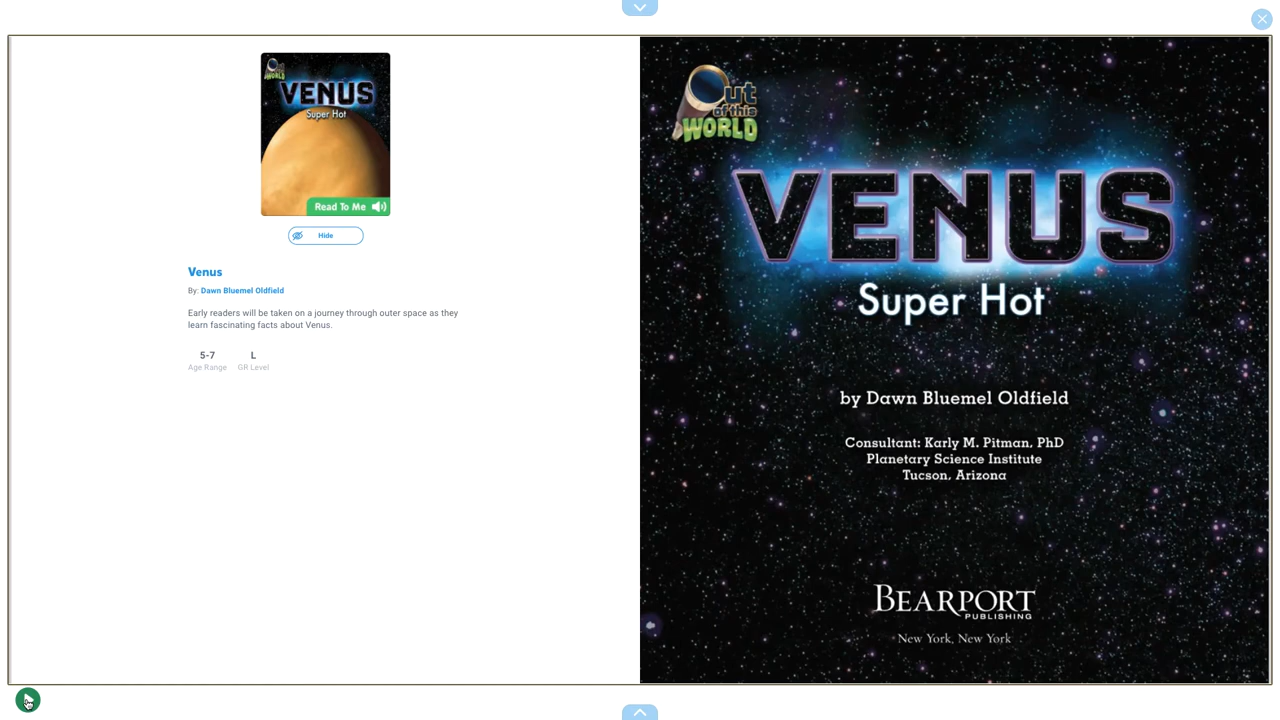 Out
of this
WORLD
VENUS
Super Hot
Read To Me
Hide
Venus
By: Dawn Bluemel Oldfield
Early readers will be taken on a journey through outer space as they
learn fascinating facts about Venus.
5-7 L
Age Range GR Level
Out
of this
WORLD
VENUS
Super Hot
by Dawn Bluemel Oldfield
Consultant: Karly M. Pitman, PhD
Planetary Science Institute
Tucson, Arizona
BEARPORT
PUBLISHING
New York, New York